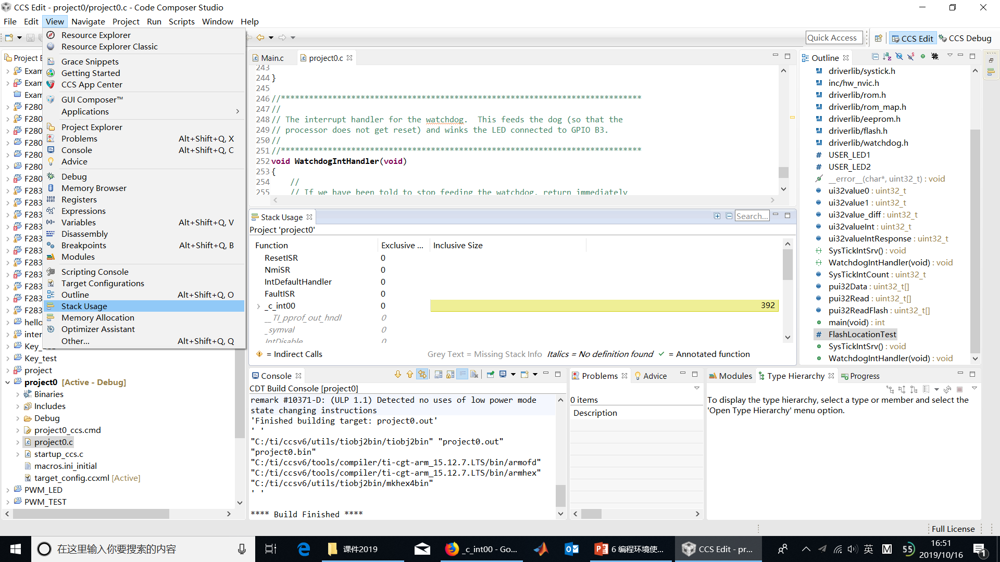 CCS Edit - project0/project0.c - Code Composer Studio
File Edit View Navigate Project Run Scripts Window Help
Quick Access
CCS Edit
CCS Debug
Resource Explorer
Resource Explorer Classic
Grace Snippets
Getting Started
CCS App Center
GUI Composer™
Applications
Project Explorer
Problems Alt+Shift+Q, X
Console Alt+Shift+Q, C
Advice
Debug
Memory Browser
Registers
Expressions
Variables Alt+Shift+Q, V
Disassembly
Breakpoints Alt+Shift+Q, B
Modules
Scripting Console
Target Configurations
Outline Alt+Shift+Q, O
Stack Usage
Memory Allocation
Optimizer Assistant
Other... Alt+Shift+Q, Q
Project E
Exam
Exam
Exam
F280
F280
F280
F280
F280
F280
F280
F283
F283
F283
F283
F283
F283
F283
F283
F283
F283
F283
hello
inter
Key_
Key_test
project
project0 [Active - Debug]
Binaries
Includes
Debug
project0_ccs.cmd
project0.c
startup_ccs.c
macros.ini_initial
target_config.ccxml [Active]
PWM_LED
PWM_TEST
Main.c
project0.c
243
244 }
245
246 //*****************************************************************************
247 //
248 // The interrupt handler for the watchdog.  This feeds the dog (so that the
249 // processor does not get reset) and winks the LED connected to GPIO B3.
250 //
251 //*****************************************************************************
252 void WatchdogIntHandler(void)
253 {
254     //
255     // If we have been told to stop feeding the watchdog, return immediately
Stack Usage
Search...
Project 'project0'
Function Exclusive ... Inclusive Size
ResetISR 0
NmiSR 0
IntDefaultHandler 0
FaultISR 0
_c_int00 0 392
__TI_pprof_out_hndl 0
_symval 0
IntDisable 0
= Indirect Calls
Grey Text = Missing Stack Info
Italics = No definition found
✓ = Annotated function
Outline
driverlib/systick.h
inc/hw_nvic.h
driverlib/rom.h
driverlib/rom_map.h
driverlib/eeprom.h
driverlib/flash.h
driverlib/watchdog.h
# USER_LED1
# USER_LED2
__error__(char*, uint32_t) : void
ui32value0 : uint32_t
ui32value1 : uint32_t
ui32value_diff : uint32_t
ui32valueInt : uint32_t
ui32valueIntResponse : uint32_t
SysTickIntSrv() : void
WatchdogIntHandler(void) : void
SysTickIntCount : uint32_t
pui32Data : uint32_t[]
pui32Read : uint32_t[]
pui32ReadFlash : uint32_t[]
main(void) : int
# FlashLocationTest
SysTickIntSrv() : void
WatchdogIntHandler(void) : void
Console
CDT Build Console [project0]
remark #10371-D: (ULP 1.1) Detected no uses of low power mode
state changing instructions
'Finished building target: project0.out'
' '
"C:/ti/ccsv6/utils/tiobj2bin/tiobj2bin" "project0.out"
"project0.bin"
"C:/ti/ccsv6/tools/compiler/ti-cgt-arm_15.12.7.LTS/bin/armofd"
"C:/ti/ccsv6/tools/compiler/ti-cgt-arm_15.12.7.LTS/bin/armhex"
"C:/ti/ccsv6/utils/tiobj2bin/mkhex4bin"
' '
**** Build Finished ****
Problems
Advice
0 items
Description
Modules
Type Hierarchy
Progress
To display the type hierarchy, select a type or member and select the
'Open Type Hierarchy' menu option.
Full License
在这里输入你要搜索的内容
课件2019
_c_int00 - Go...
6 编程环境使...
CCS Edit - pr...
英
M
55
16:51
2019/10/16
1